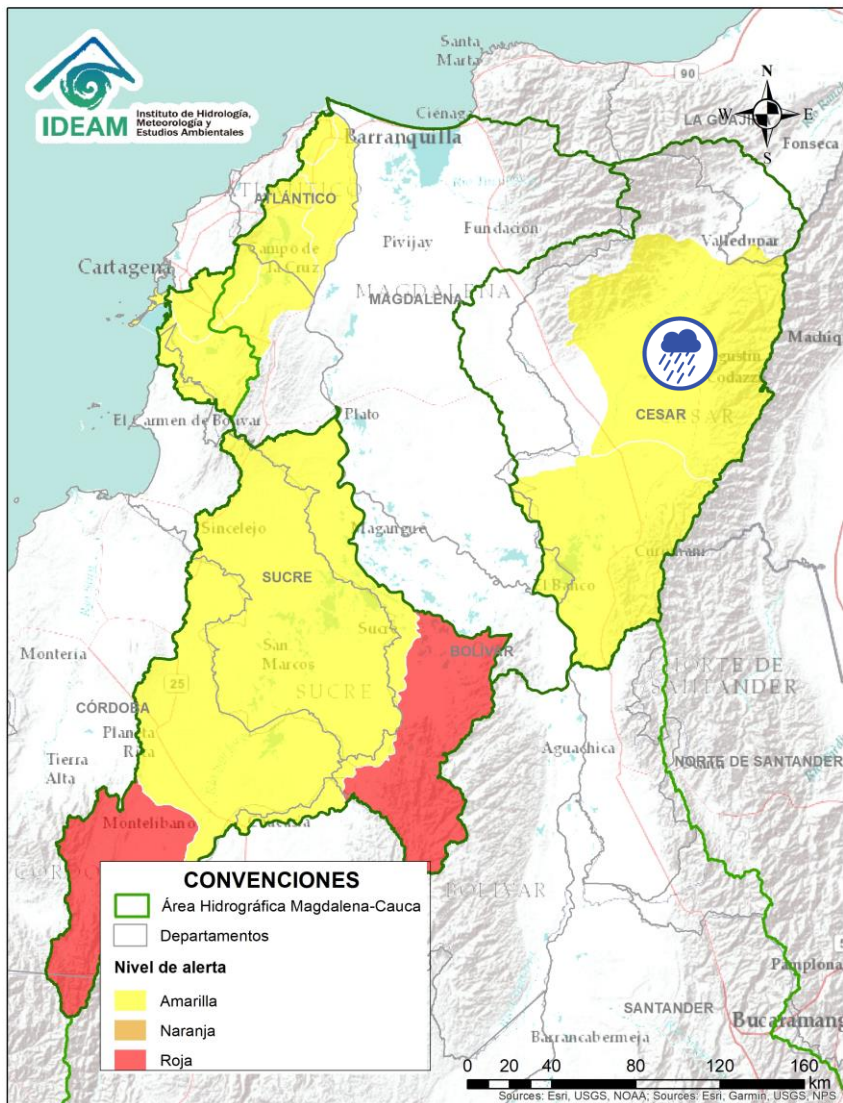 IDEAM
Instituto de Hidrología,
Meteorología y
Estudios Ambientales
Santa
Marta
90
N
W
E
S
LA GUAJIRA
Ciénaga
Barranquilla
Fonseca
ATLÁNTICO
Fundación
Pivijay
Valledupar
Campo de
la Cruz
Cartagena
MAGDALENA
MAGDALENA
Agustín
Codazzi
CESAR
El Carmen de Bolívar
Plato
Sincelejo
Magangue
SUCRE
El Banco
Sucre
BOLÍVAR
San
Marcos
SUCRE
Montería
25
NORTE DE
SANTANDER
CÓRDOBA
Planeta
Rica
Tierra
Alta
Aguachica
NORTE DE SANTANDER
Montelíbano
BOLÍVAR
CONVENCIONES
Área Hidrográfica Magdalena-Cauca
Departamentos
Nivel de alerta
Amarilla
Naranja
Roja
Pamplona
SANTANDER
Bucaramang
Barrancabermeja
0 20 40 80 120 160
km
Sources: Esri, USGS, NOAA; Sources: Esri, Garmin, USGS, NPS